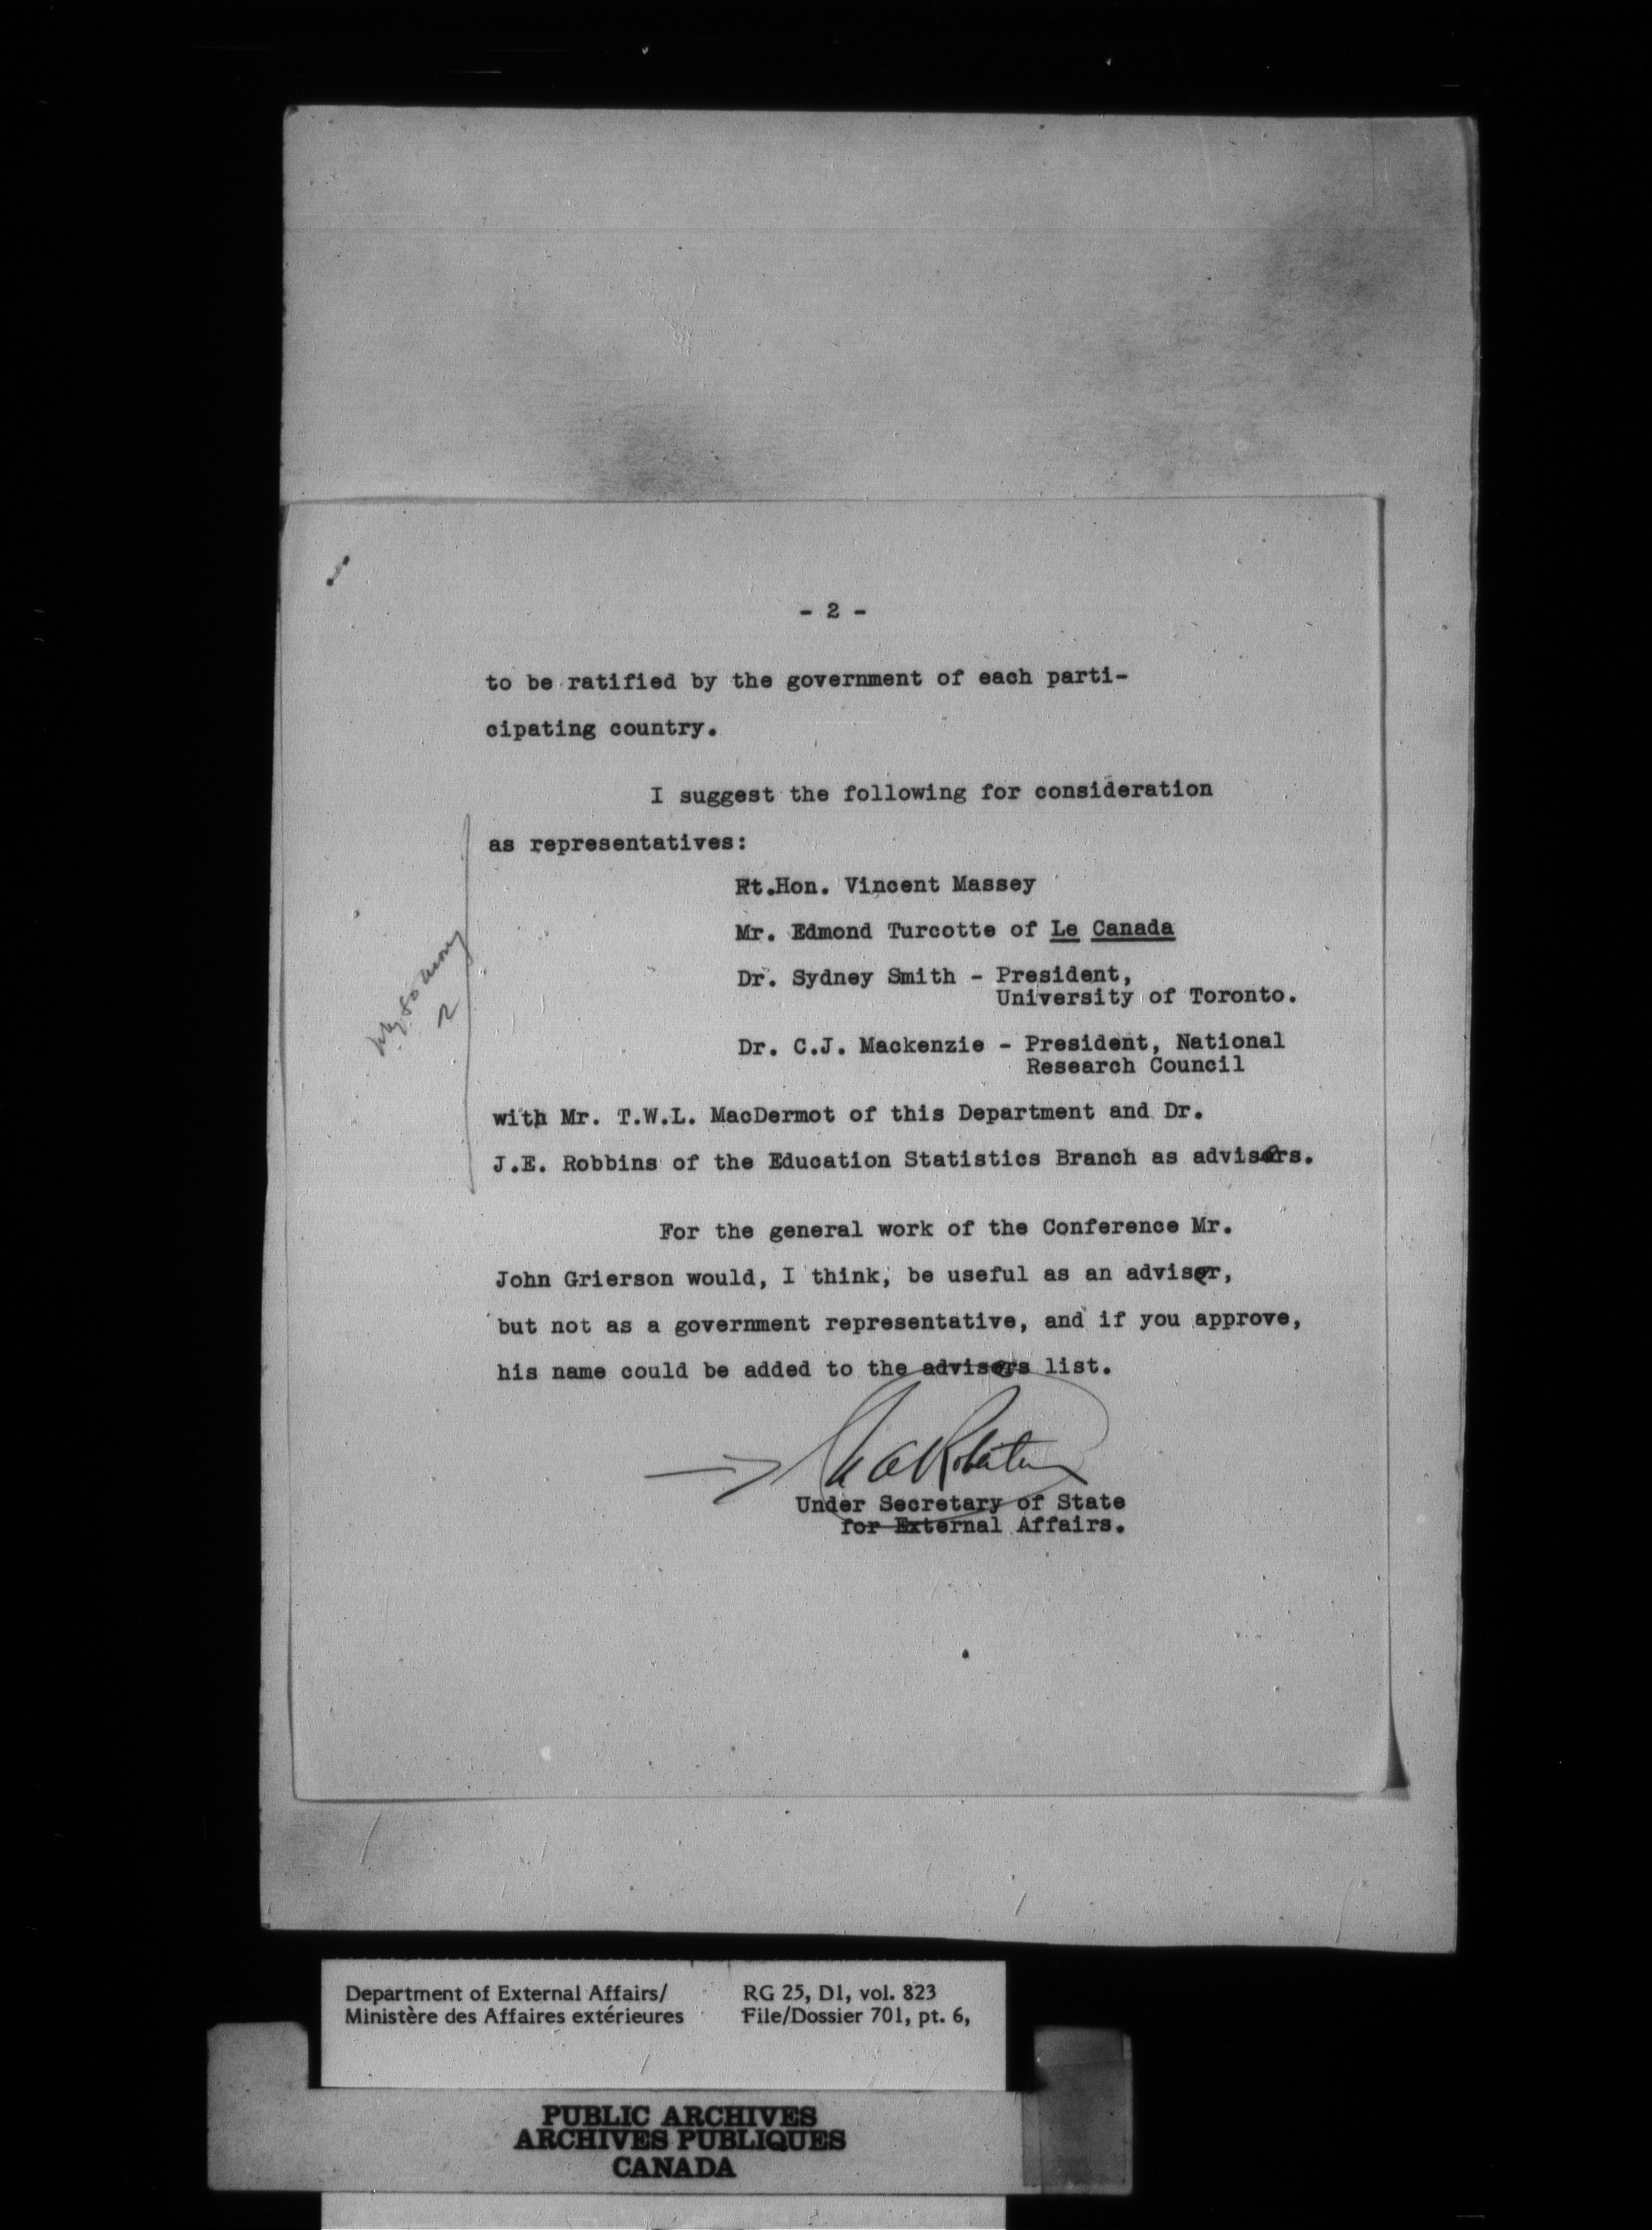 - 2 -
to be ratified by the government of each parti-
cipating country.
I suggest the following for consideration
as representatives:
Rt.Hon. Vincent Massey
Mr. Edmond Turcotte of Le Canada
Dr. Sydney Smith - President,
University of Toronto.
Dr. C.J. Mackenzie - President, National
Research Council
with Mr. T.W.L. MacDermot of this Department and Dr.
J.E. Robbins of the Education Statistics Branch as advisers.
why so many
?
For the general work of the Conference Mr.
John Grierson would, I think, be useful as an adviser,
but not as a government representative, and if you approve,
his name could be added to the advisers list.
Under Secretary of State
for External Affairs.
Department of External Affairs/
Ministère des Affaires extérieures
RG 25, D1, vol. 823
File/Dossier 701, pt. 6,
PUBLIC ARCHIVES
ARCHIVES PUBLIQUES
CANADA